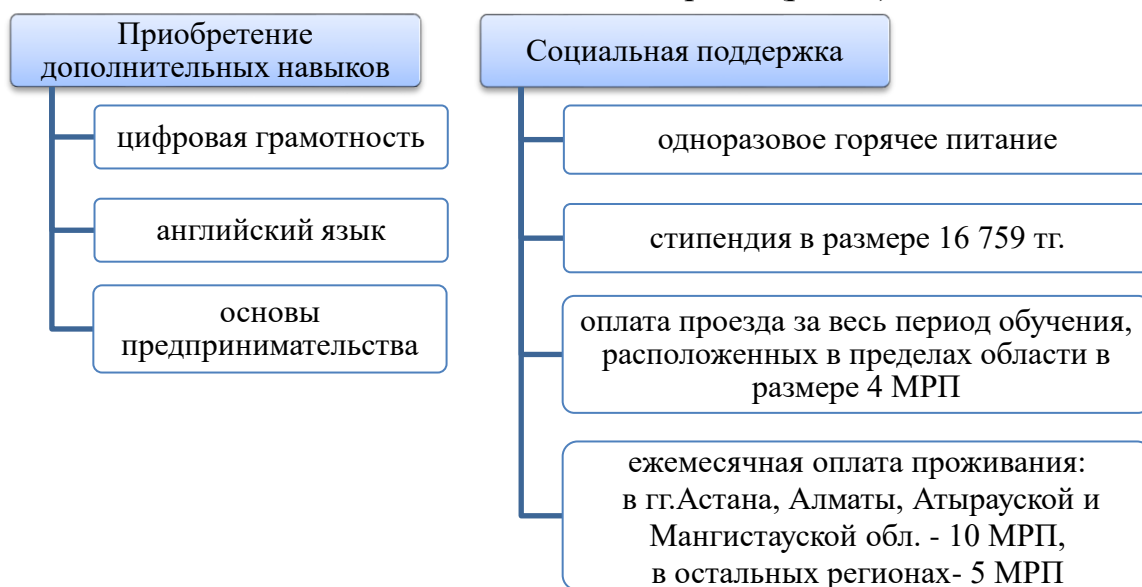 Приобретение
дополнительных навыков
цифровая грамотность
английский язык
основы
предпринимательства
Социальная поддержка
одноразовое горячее питание
стипендия в размере 16 759 тг.
оплата проезда за весь период обучения,
расположенных в пределах области в
размере 4 МРП
ежемесячная оплата проживания:
в гг.Астана, Алматы, Атырауской и
Мангистауской обл. - 10 МРП,
в остальных регионах- 5 МРП